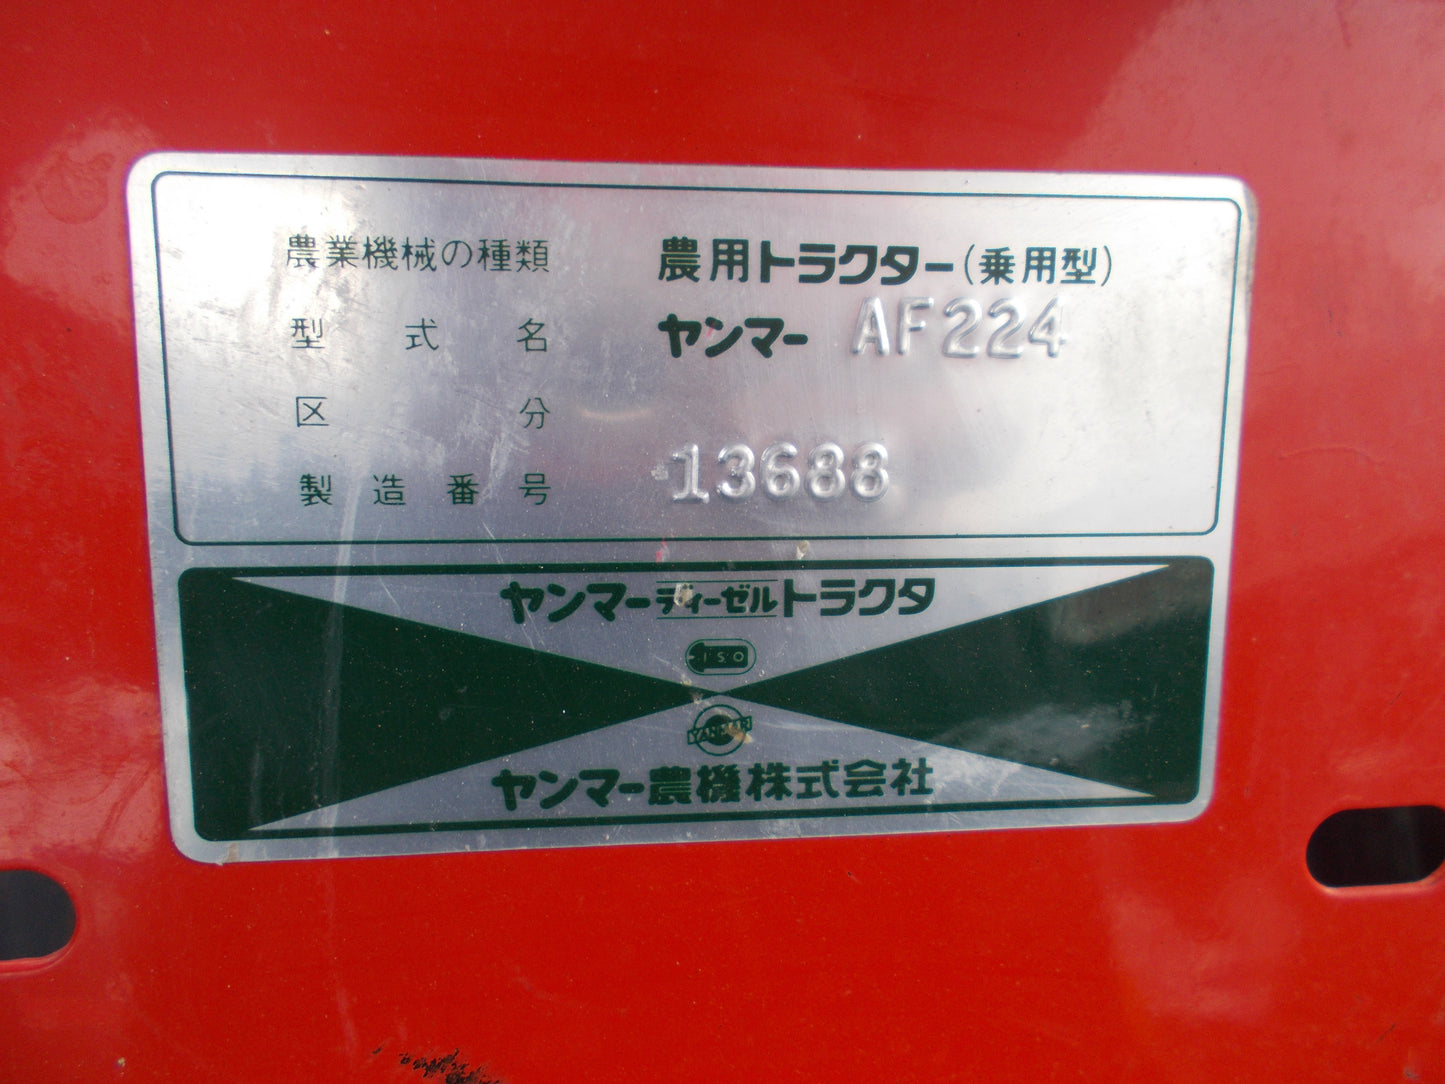 農業機械の種類 農用トラクター(乗用型)
型式名 ヤンマー AF224
区分
製造番号 13688
ヤンマーディーゼルトラクタ
ISO
YANMAR
ヤンマー農機株式会社